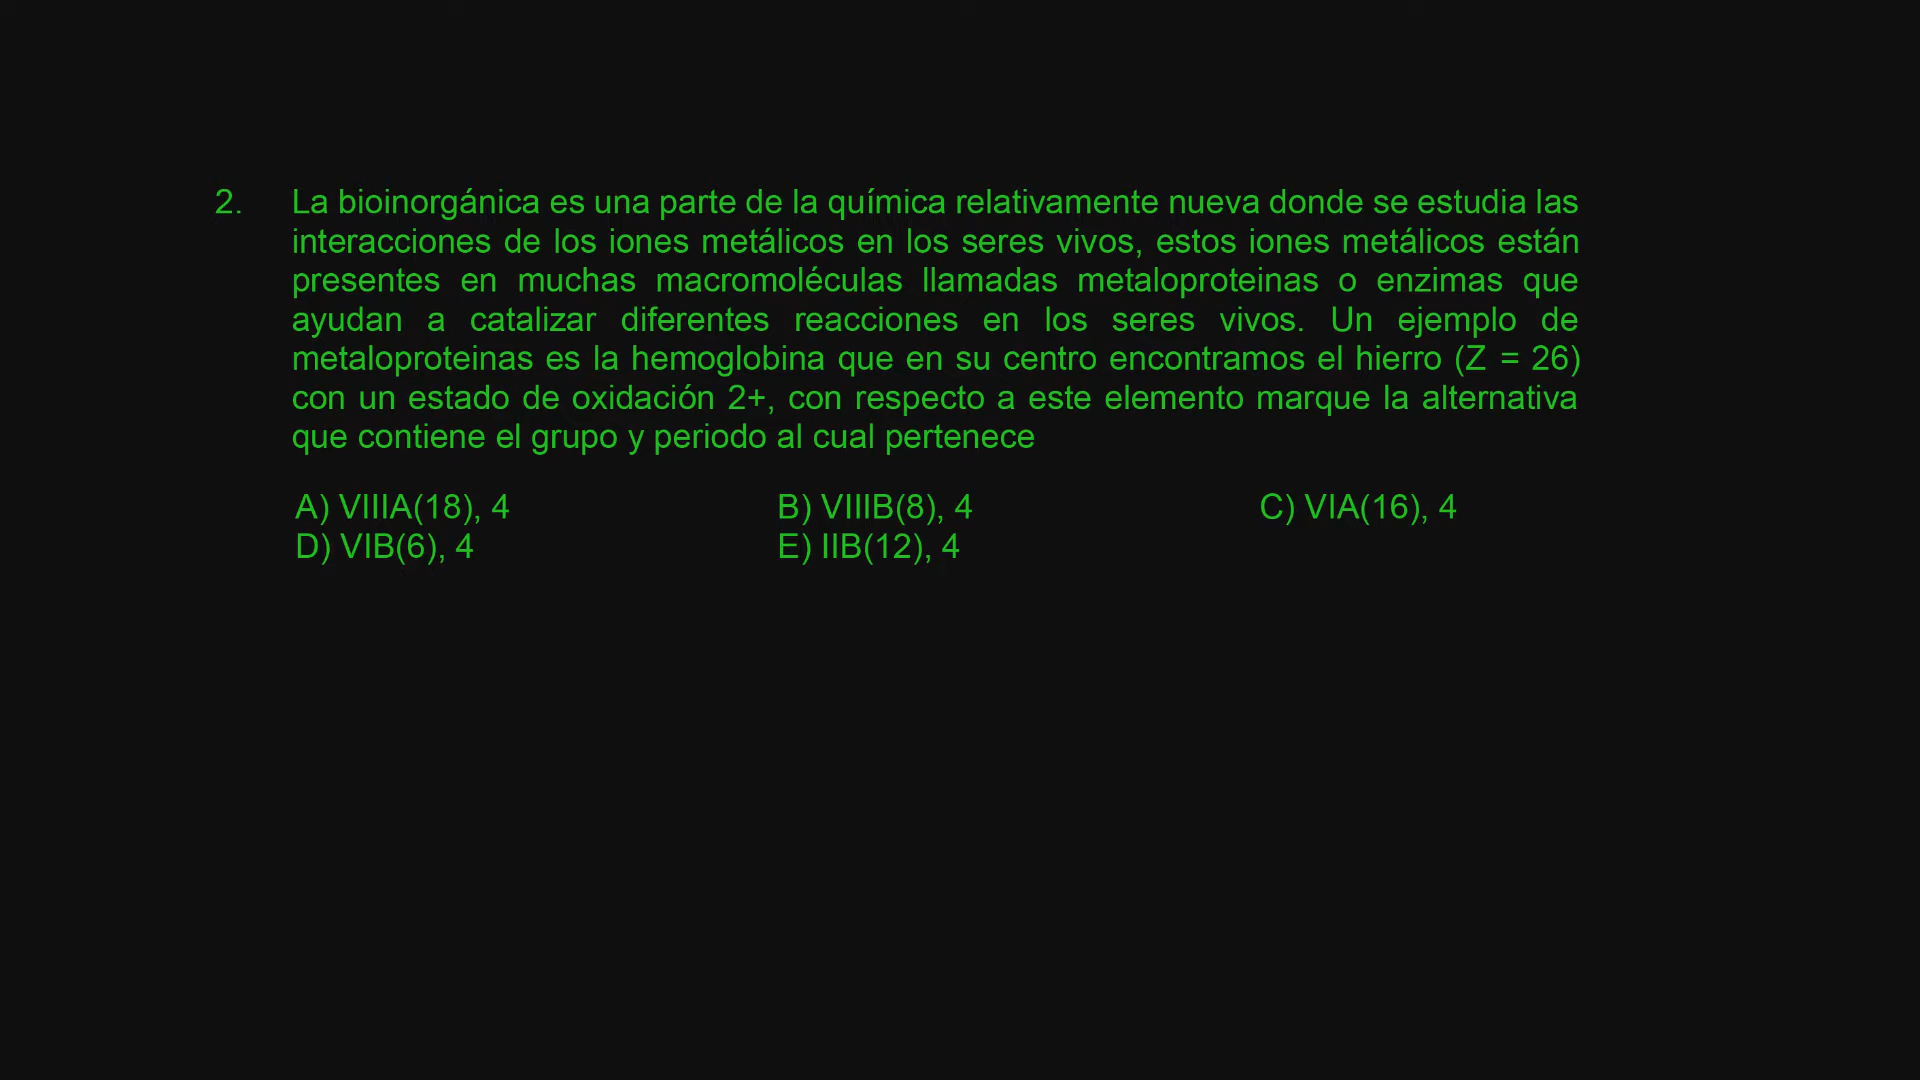 2. La bioinorgánica es una parte de la química relativamente nueva donde se estudia las
interacciones de los iones metálicos en los seres vivos, estos iones metálicos están
presentes en muchas macromoléculas llamadas metaloproteinas o enzimas que
ayudan a catalizar diferentes reacciones en los seres vivos. Un ejemplo de
metaloproteinas es la hemoglobina que en su centro encontramos el hierro (Z = 26)
con un estado de oxidación 2+, con respecto a este elemento marque la alternativa
que contiene el grupo y periodo al cual pertenece
A) VIIIA(18), 4 B) VIIIB(8), 4 C) VIA(16), 4
D) VIB(6), 4 E) IIB(12), 4